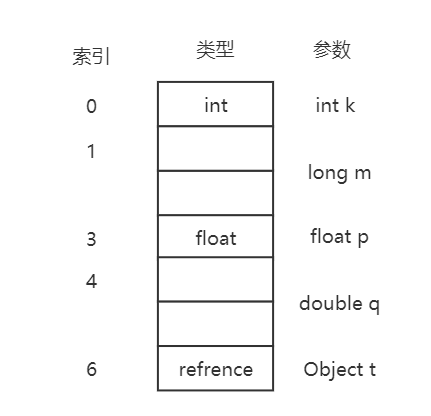 索引 类型 参数
0 int int k
1
long m
3 float float p
4
double q
6 refrence Object t